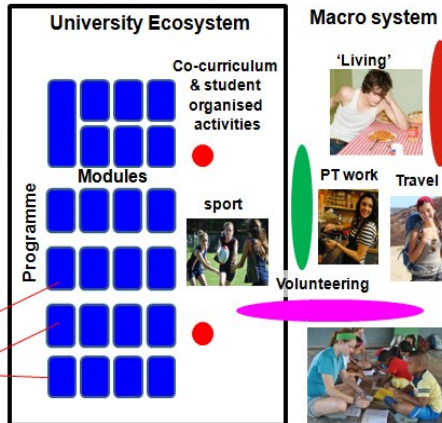 University Ecosystem
Macro system
Co-curriculum
& student
organised
activities
‘Living’
Modules
Programme
sport
PT work
Travel
Volunteering